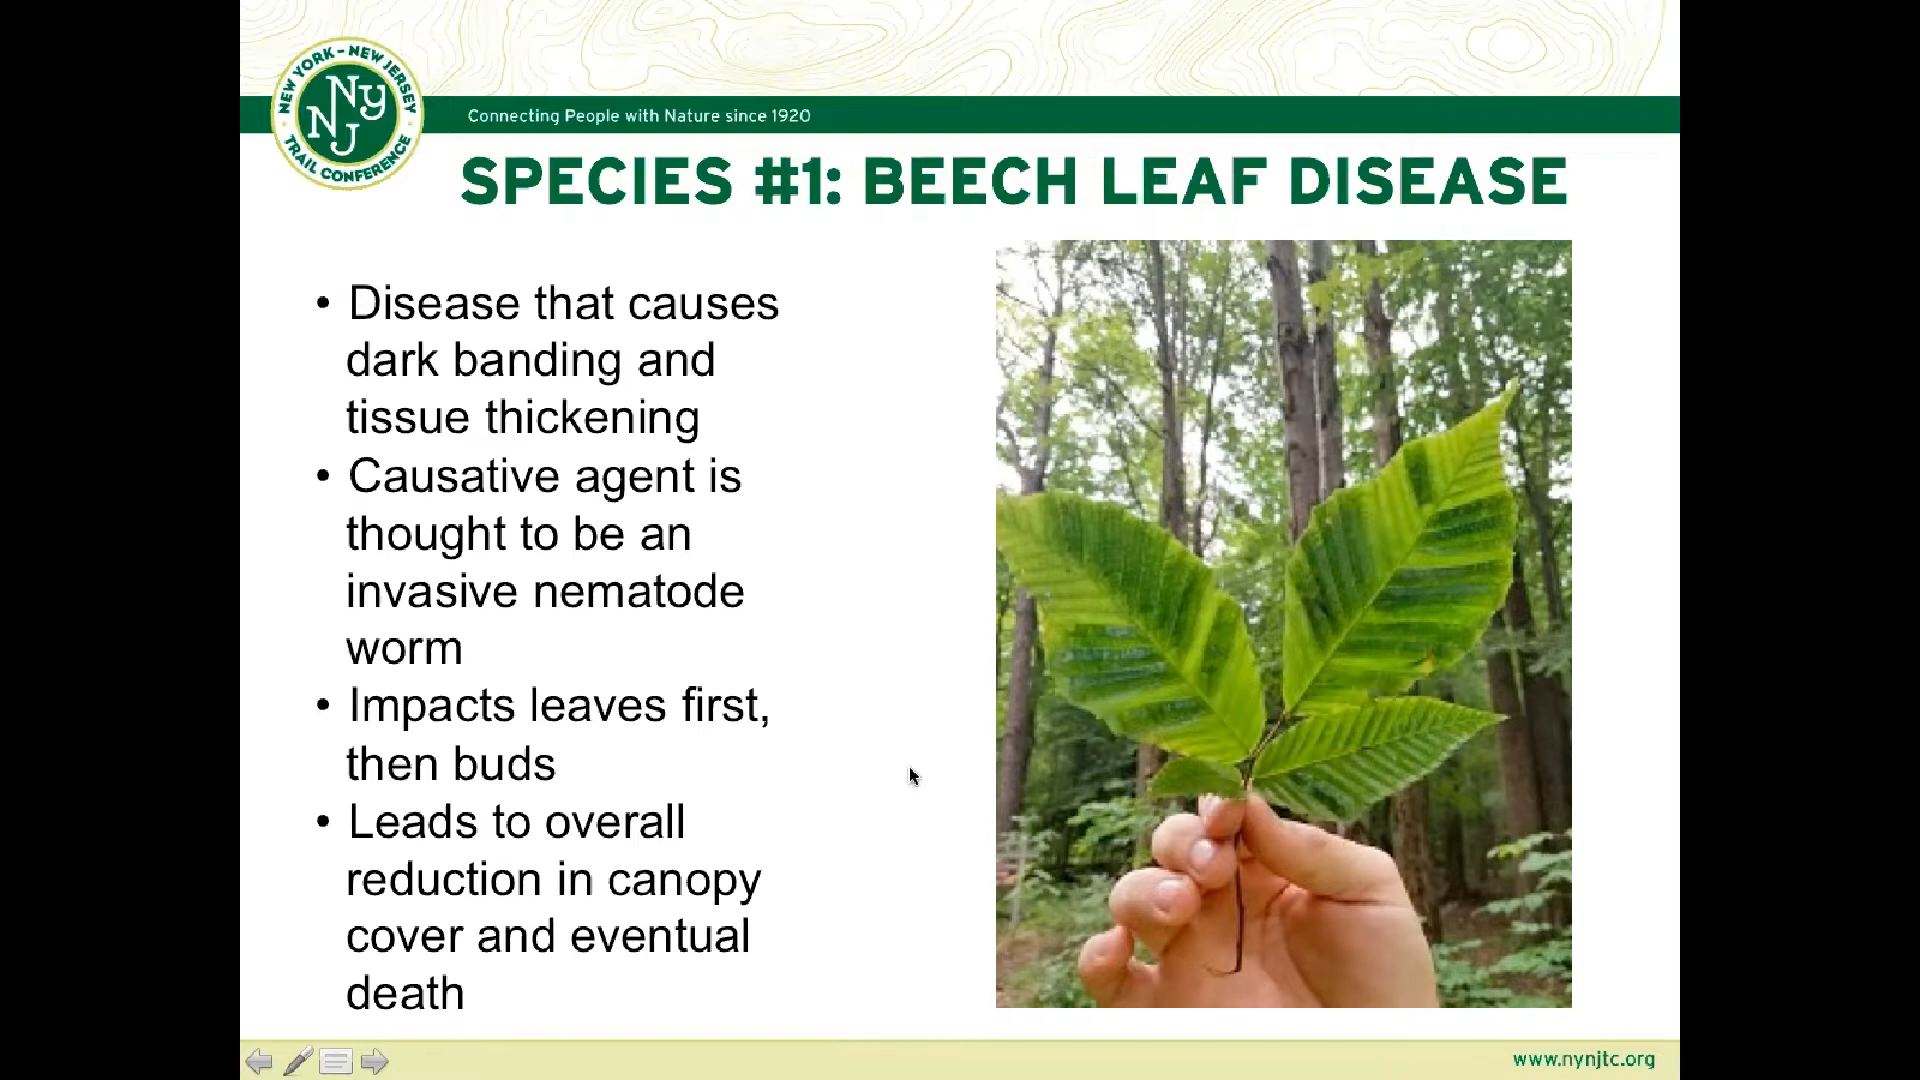 NEW YORK - NEW JERSEY
NY
NJ
TRAIL CONFERENCE
Connecting People with Nature since 1920
SPECIES #1: BEECH LEAF DISEASE
• Disease that causes
dark banding and
tissue thickening
• Causative agent is
thought to be an
invasive nematode
worm
• Impacts leaves first,
then buds
• Leads to overall
reduction in canopy
cover and eventual
death
www.nynjtc.org